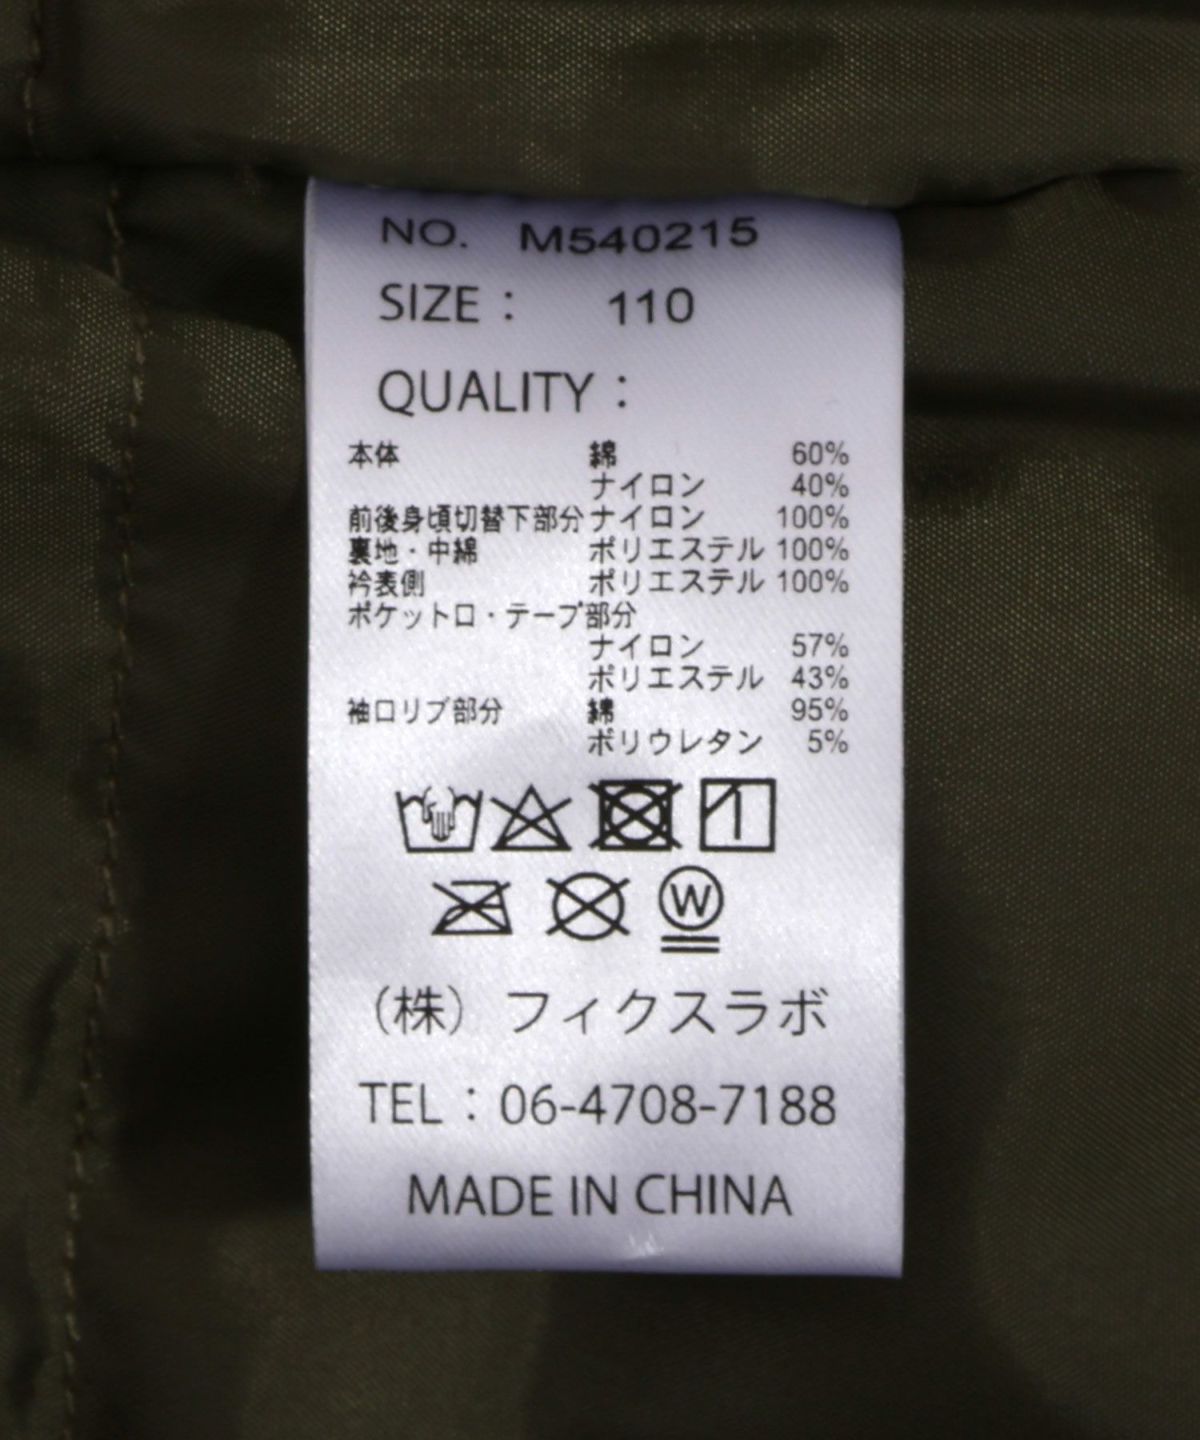 NO. M540215
SIZE : 110
QUALITY :
本体 綿 60%
ナイロン 40%
前後身頃切替下部分 ナイロン 100%
裏地・中綿 ポリエステル 100%
衿表側 ポリエステル 100%
ポケット口・テープ部分
ナイロン 57%
ポリエステル 43%
袖口リブ部分 綿 95%
ポリウレタン 5%
W
(株) フィクスラボ
TEL : 06-4708-7188
MADE IN CHINA